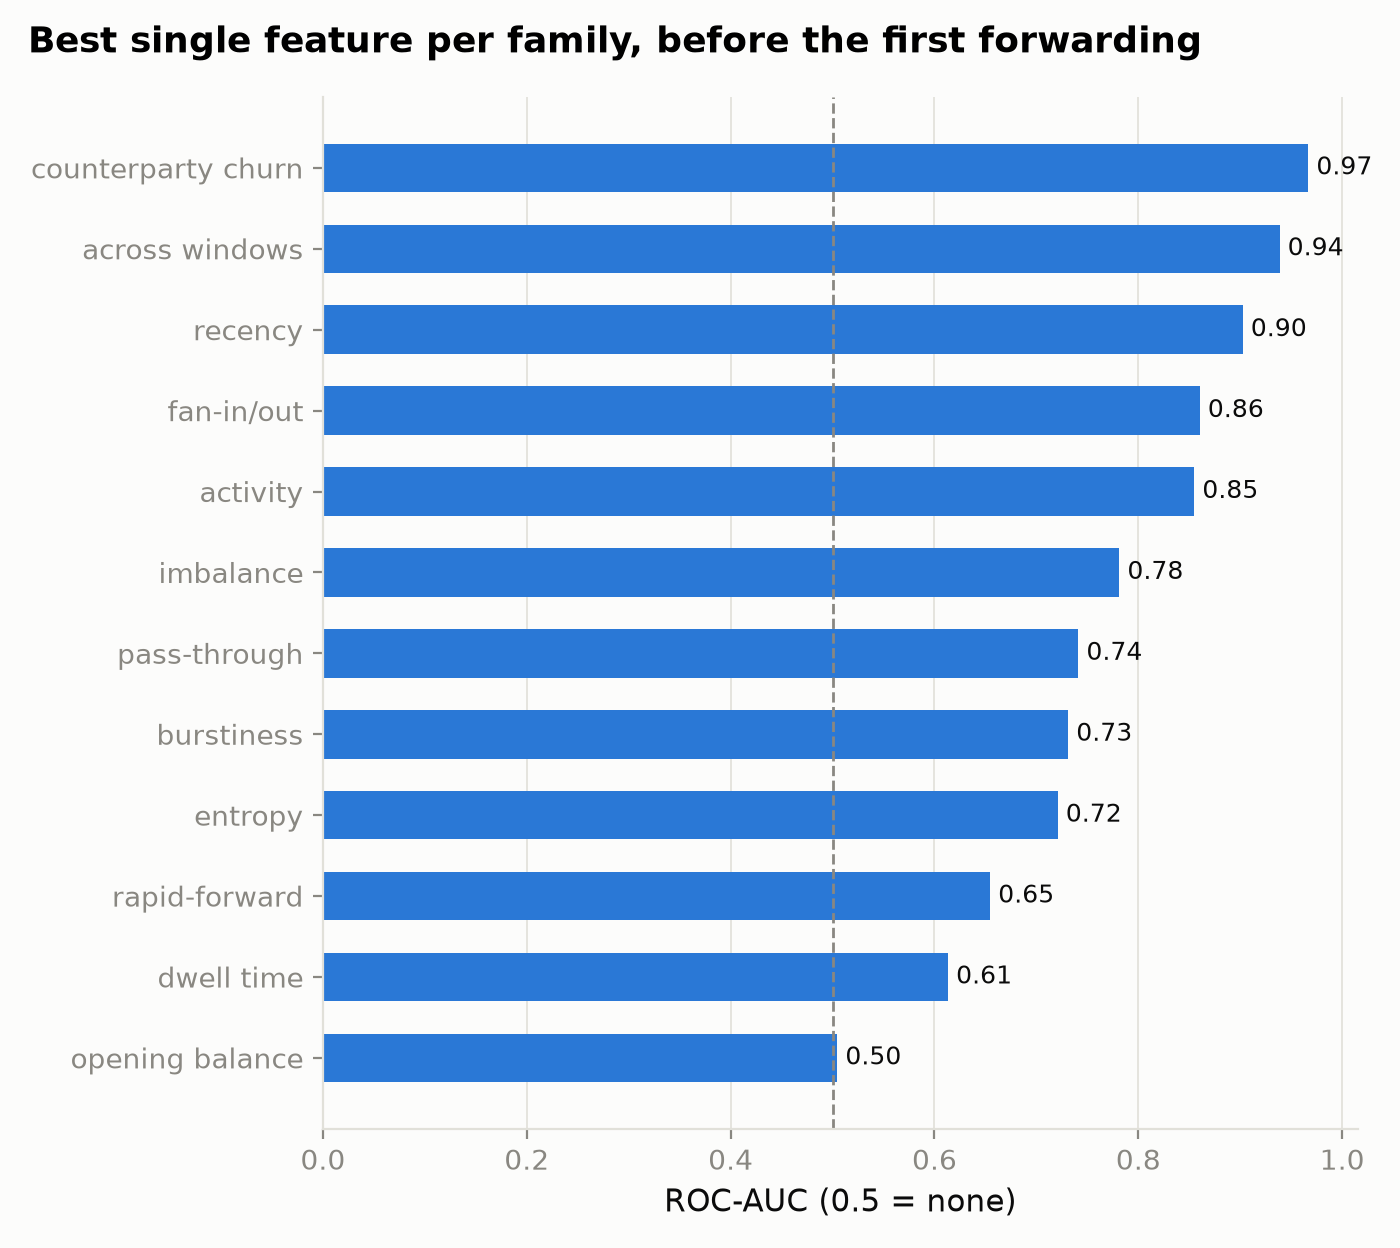 Best single feature per family, before the first forwarding
counterparty churn 0.97
across windows 0.94
recency 0.90
fan-in/out 0.86
activity 0.85
imbalance 0.78
pass-through 0.74
burstiness 0.73
entropy 0.72
rapid-forward 0.65
dwell time 0.61
opening balance 0.50
0.0 0.2 0.4 0.6 0.8 1.0
ROC-AUC (0.5 = none)